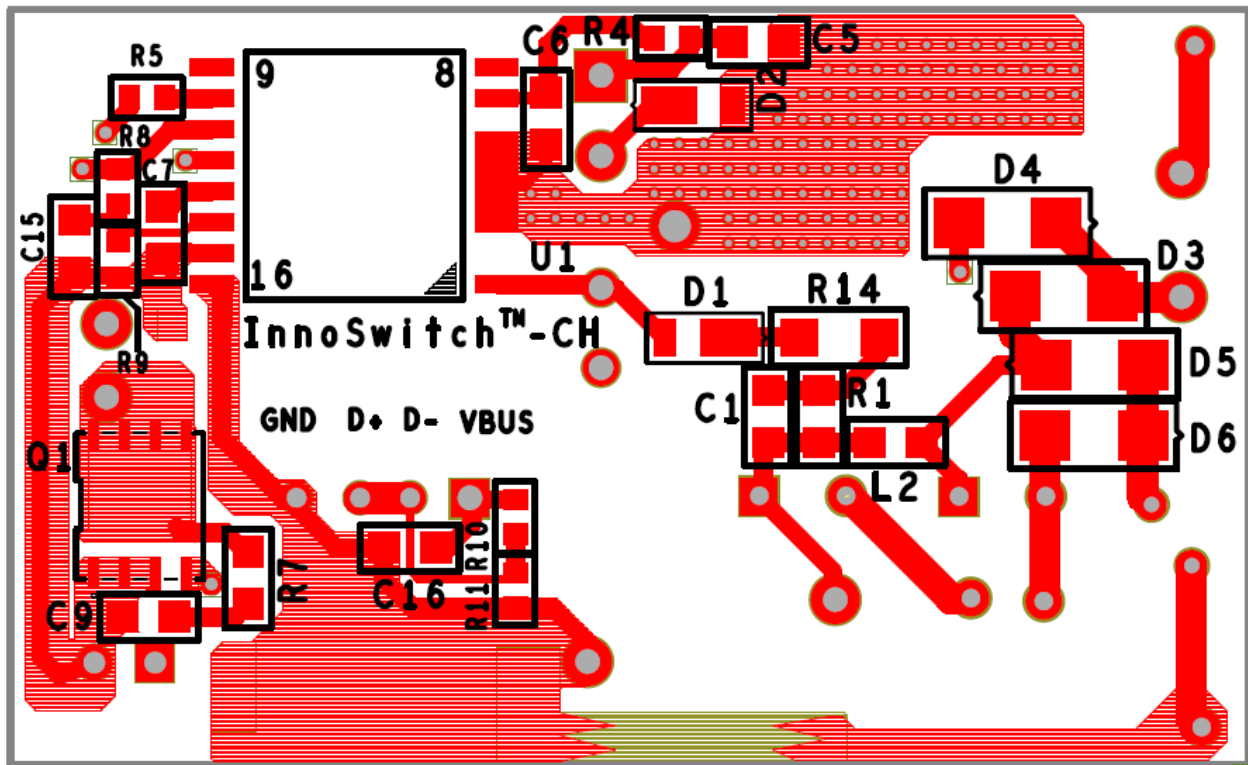 R5
9
8
C6
R4
C5
D2
R8
C7
C15
16
U1
D4
D3
D1
R14
InnoSwitch™-CH
R9
D5
GND D+ D- VBUS
C1
R1
D6
Q1
L2
R10
R7
C16
R11
C9